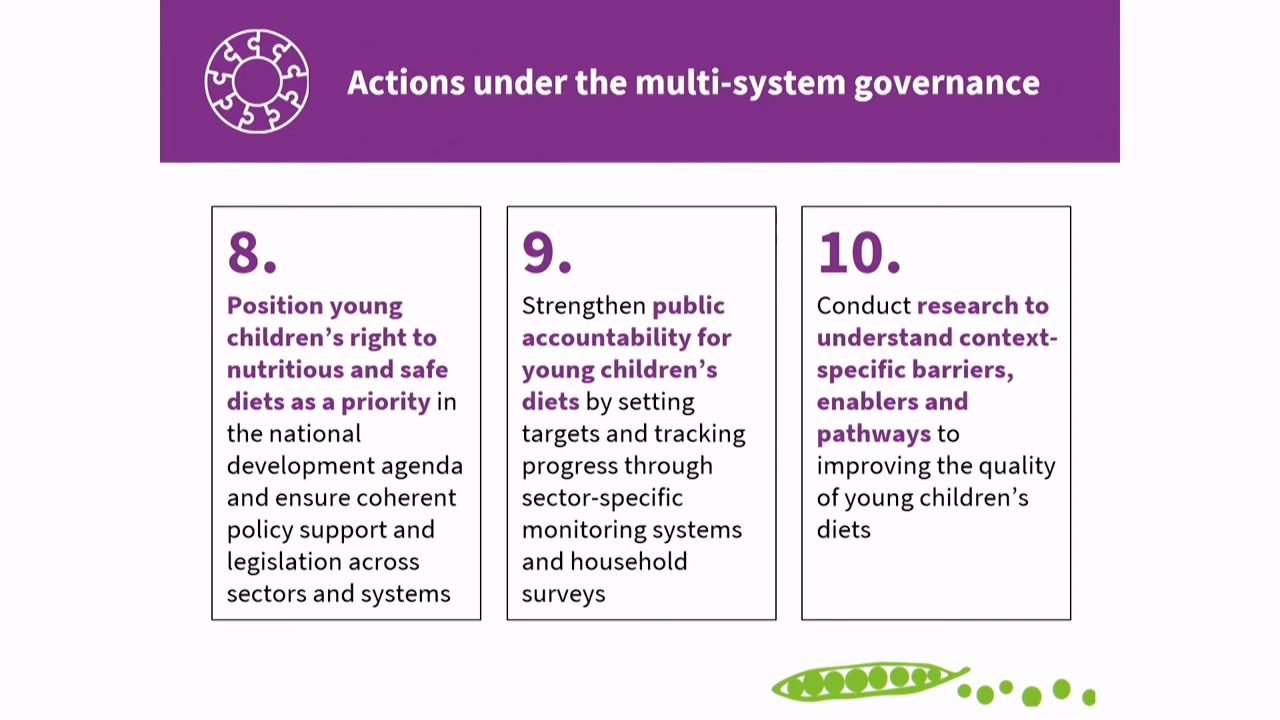 Actions under the multi-system governance
8.
Position young
children’s right to
nutritious and safe
diets as a priority in
the national
development agenda
and ensure coherent
policy support and
legislation across
sectors and systems
9.
Strengthen public
accountability for
young children’s
diets by setting
targets and tracking
progress through
sector-specific
monitoring systems
and household
surveys
10.
Conduct research to
understand context-
specific barriers,
enablers and
pathways to
improving the quality
of young children’s
diets